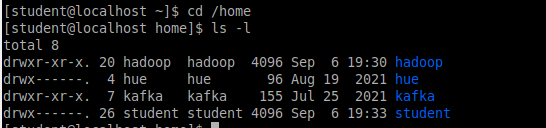 [student@localhost ~]$ cd /home
[student@localhost home]$ ls -l
total 8
drwxr-xr-x. 20 hadoop  hadoop  4096 Sep  6 19:30 hadoop
drwx------.  4 hue     hue       96 Aug 19  2021 hue
drwxr-xr-x.  7 kafka   kafka    155 Jul 25  2021 kafka
drwx------. 26 student student 4096 Sep  6 19:33 student
[student@localhost home]$